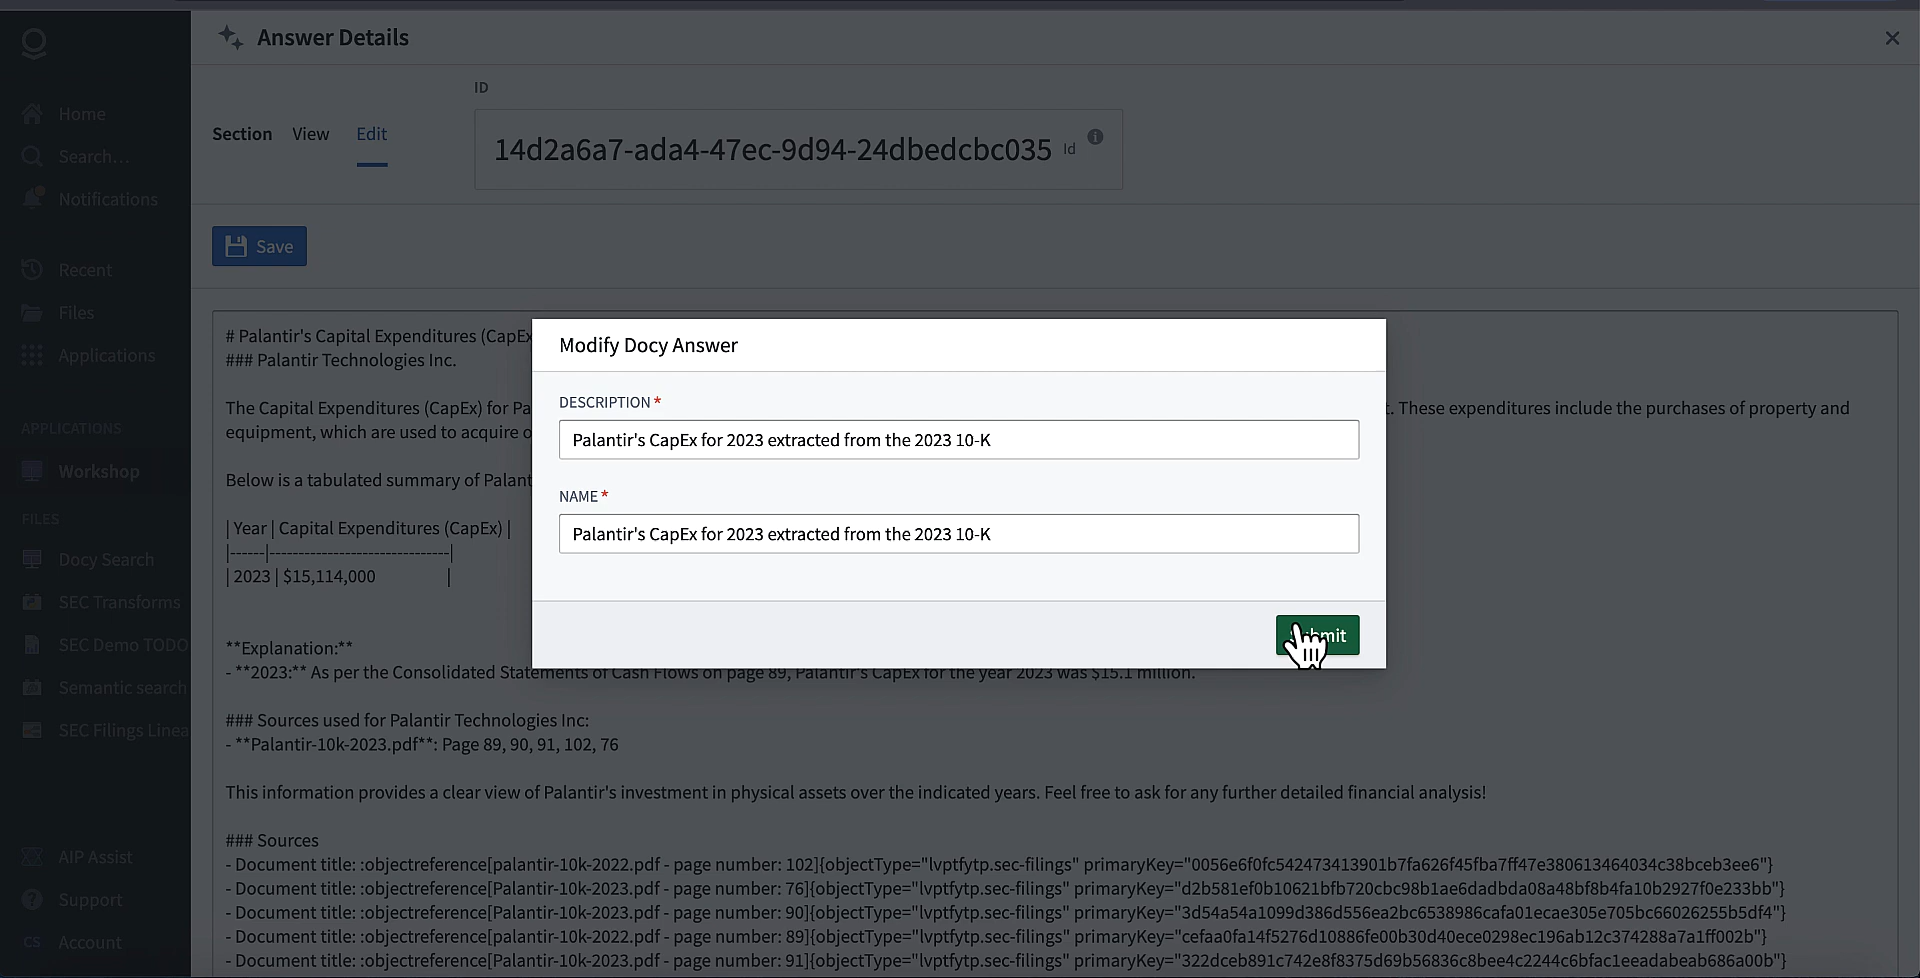 Answer Details
Home
Search...
Notifications
Recent
Files
Applications
APPLICATIONS
Workshop
FILES
Docy Search
SEC Transforms
SEC Demo TODO
Semantic search
SEC Filings Linea
AIP Assist
Support
CS Account
Section View Edit
ID
14d2a6a7-ada4-47ec-9d94-24dbedcbc035 Id
Save
# Palantir's Capital Expenditures (CapEx
### Palantir Technologies Inc.
The Capital Expenditures (CapEx) for Pa
. These expenditures include the purchases of property and
equipment, which are used to acquire o
Below is a tabulated summary of Palant
| Year | Capital Expenditures (CapEx) |
|------|-------------------------------|
| 2023 | $15,114,000 |
Modify Docy Answer
DESCRIPTION *
Palantir's CapEx for 2023 extracted from the 2023 10-K
NAME *
Palantir's CapEx for 2023 extracted from the 2023 10-K
**Explanation:**
- **2023:** As per the Consolidated Statements of Cash Flows on page 89, Palantir's CapEx for the year 2023 was $15.1 million.
### Sources used for Palantir Technologies Inc:
- **Palantir-10k-2023.pdf**: Page 89, 90, 91, 102, 76
This information provides a clear view of Palantir's investment in physical assets over the indicated years. Feel free to ask for any further detailed financial analysis!
### Sources
- Document title: :objectreference[palantir-10k-2022.pdf - page number: 102]{objectType="lvptfytp.sec-filings" primaryKey="0056e6f0fc542473413901b7fa626f45fba7ff47e380613464034c38bceb3ee6"}
- Document title: :objectreference[Palantir-10k-2023.pdf - page number: 76]{objectType="lvptfytp.sec-filings" primaryKey="d2b581ef0b10621bfb720cbc98b1ae6dadbda08a48bf8b4fa10b2927f0e233bb"}
- Document title: :objectreference[Palantir-10k-2023.pdf - page number: 90]{objectType="lvptfytp.sec-filings" primaryKey="3d54a54a1099d386d556ea2bc6538986cafa01ecae305e705bc66026255b5df4"}
- Document title: :objectreference[palantir-10k-2022.pdf - page number: 89]{objectType="lvptfytp.sec-filings" primaryKey="cefaa0fa14f5276d10886fe00b30d40ece0298ec196ab12c374288a7a1ff002b"}
- Document title: :objectreference[Palantir-10k-2023.pdf - page number: 91]{objectType="lvptfytp.sec-filings" primaryKey="322dceb891c742e8f8375d69b56836c8bee4c2244c6bfac1eeadabeab686a00b"}